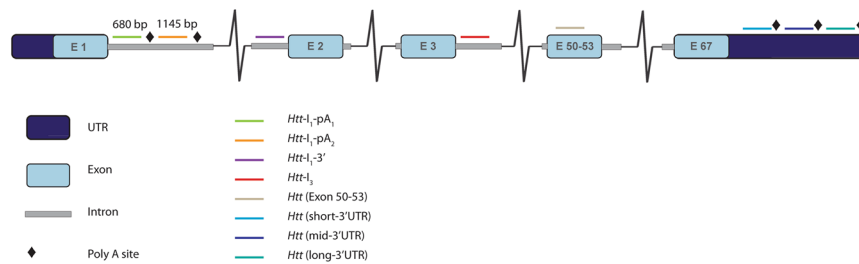 680 bp 1145 bp
E 1 E 2 E 3 E 50-53 E 67
UTR
Exon
Intron
Poly A site
Htt-I₁-pA₁
Htt-I₁-pA₂
Htt-I₁-3'
Htt-I₃
Htt (Exon 50-53)
Htt (short-3'UTR)
Htt (mid-3'UTR)
Htt (long-3'UTR)